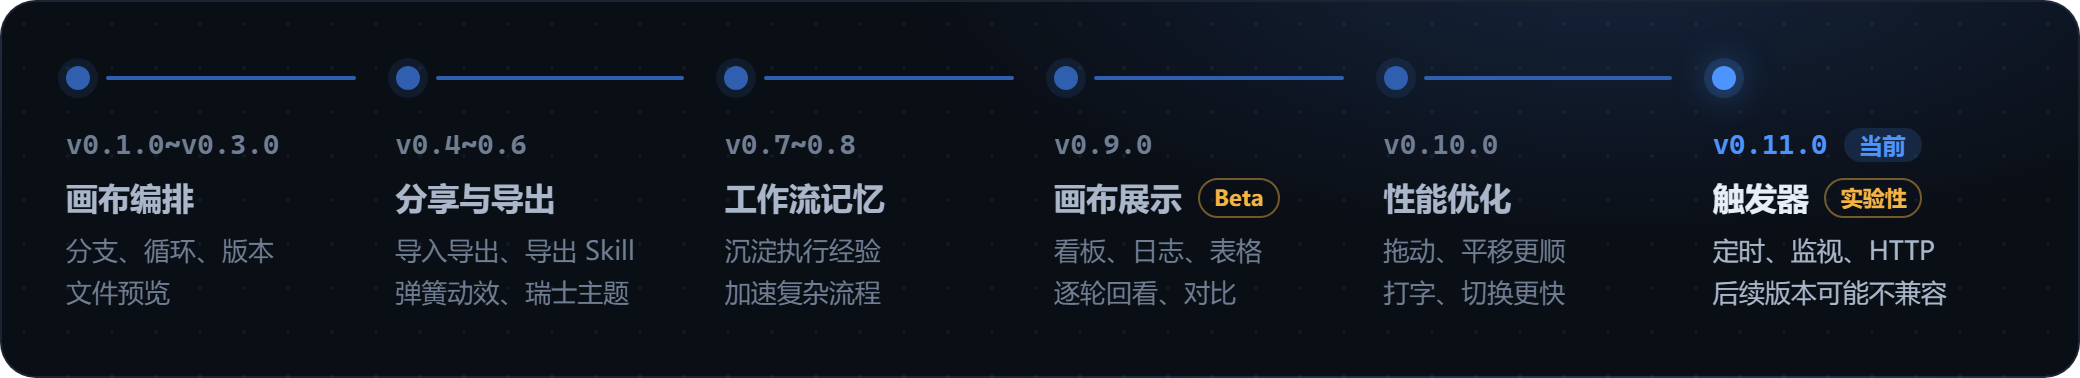 v0.1.0~v0.3.0
画布编排
分支、循环、版本
文件预览
v0.4~0.6
分享与导出
导入导出、导出 Skill
弹簧动效、瑞士主题
v0.7~0.8
工作流记忆
沉淀执行经验
加速复杂流程
v0.9.0
画布展示 Beta
看板、日志、表格
逐轮回看、对比
v0.10.0
性能优化
拖动、平移更顺
打字、切换更快
v0.11.0 当前
触发器 实验性
定时、监视、HTTP
后续版本可能不兼容